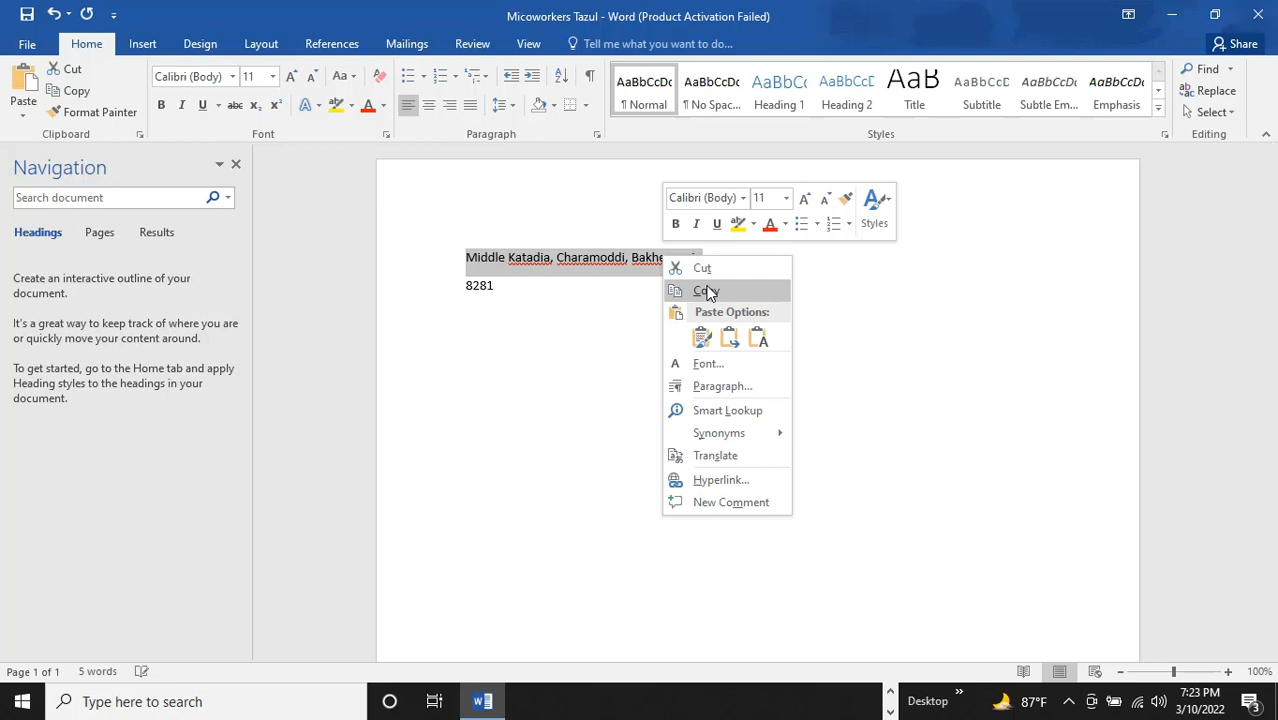 Micoworkers Tazul - Word (Product Activation Failed)
File Home Insert Design Layout References Mailings Review View Tell me what you want to do... Share
Paste
Cut
Copy
Format Painter
Clipboard
Calibri (Body) 11
Font
Paragraph
AaBbCcDc AaBbCcDc AaBbCc AaBbCcD AaB AaBbCcD AaBbCcDc AaBbCcDc
¶ Normal ¶ No Spac... Heading 1 Heading 2 Title Subtitle Subtle Em... Emphasis
Styles
Find
Replace
Select
Editing
Navigation
Search document
Headings Pages Results
Create an interactive outline of your
document.
It's a great way to keep track of where you are
or quickly move your content around.
To get started, go to the Home tab and apply
Heading styles to the headings in your
document.
Calibri (Body) 11
B I U Styles
Middle Katadia, Charamoddi,
8281
Cut
Copy
Paste Options:
Font...
Paragraph...
Smart Lookup
Synonyms
Translate
Hyperlink...
New Comment
Page 1 of 1 5 words
100%
Type here to search
Desktop
87°F
7:23 PM
3/10/2022
3